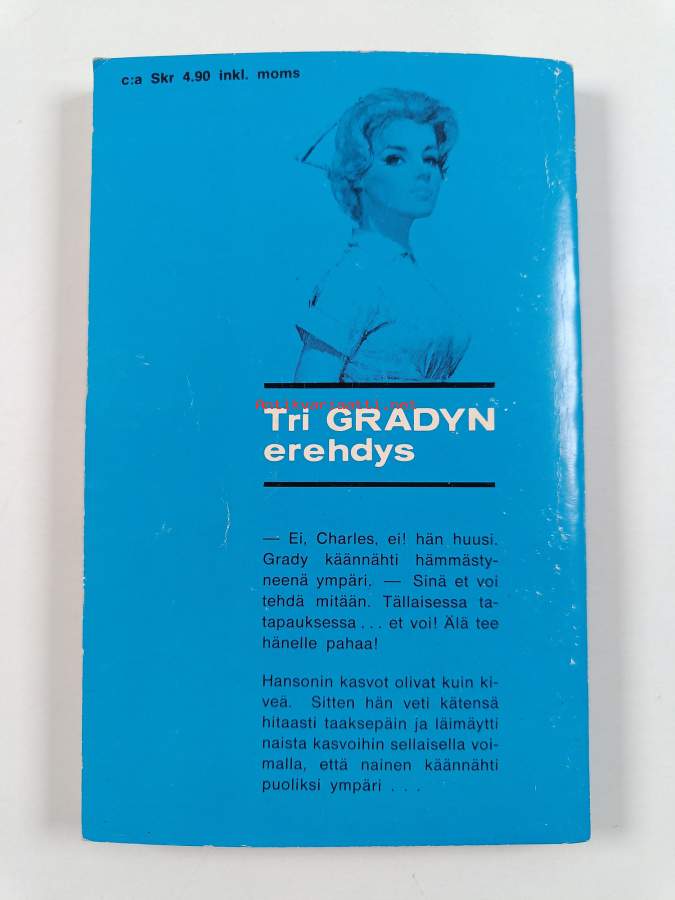 c:a Skr 4.90 inkl. moms
Antikvariaatti.net
Tri GRADYN
erehdys
— Ei, Charles, ei! hän huusi.
Grady käännähti hämmästy-
neenä ympäri. — Sinä et voi
tehdä mitään. Tällaisessa ta-
tapauksessa . . . et voi! Älä tee
hänelle pahaa!
Hansonin kasvot olivat kuin ki-
veä. Sitten hän veti kätensä
hitaasti taaksepäin ja läimäytti
naista kasvoihin sellaisella voi-
malla, että nainen käännähti
puoliksi ympäri . . .